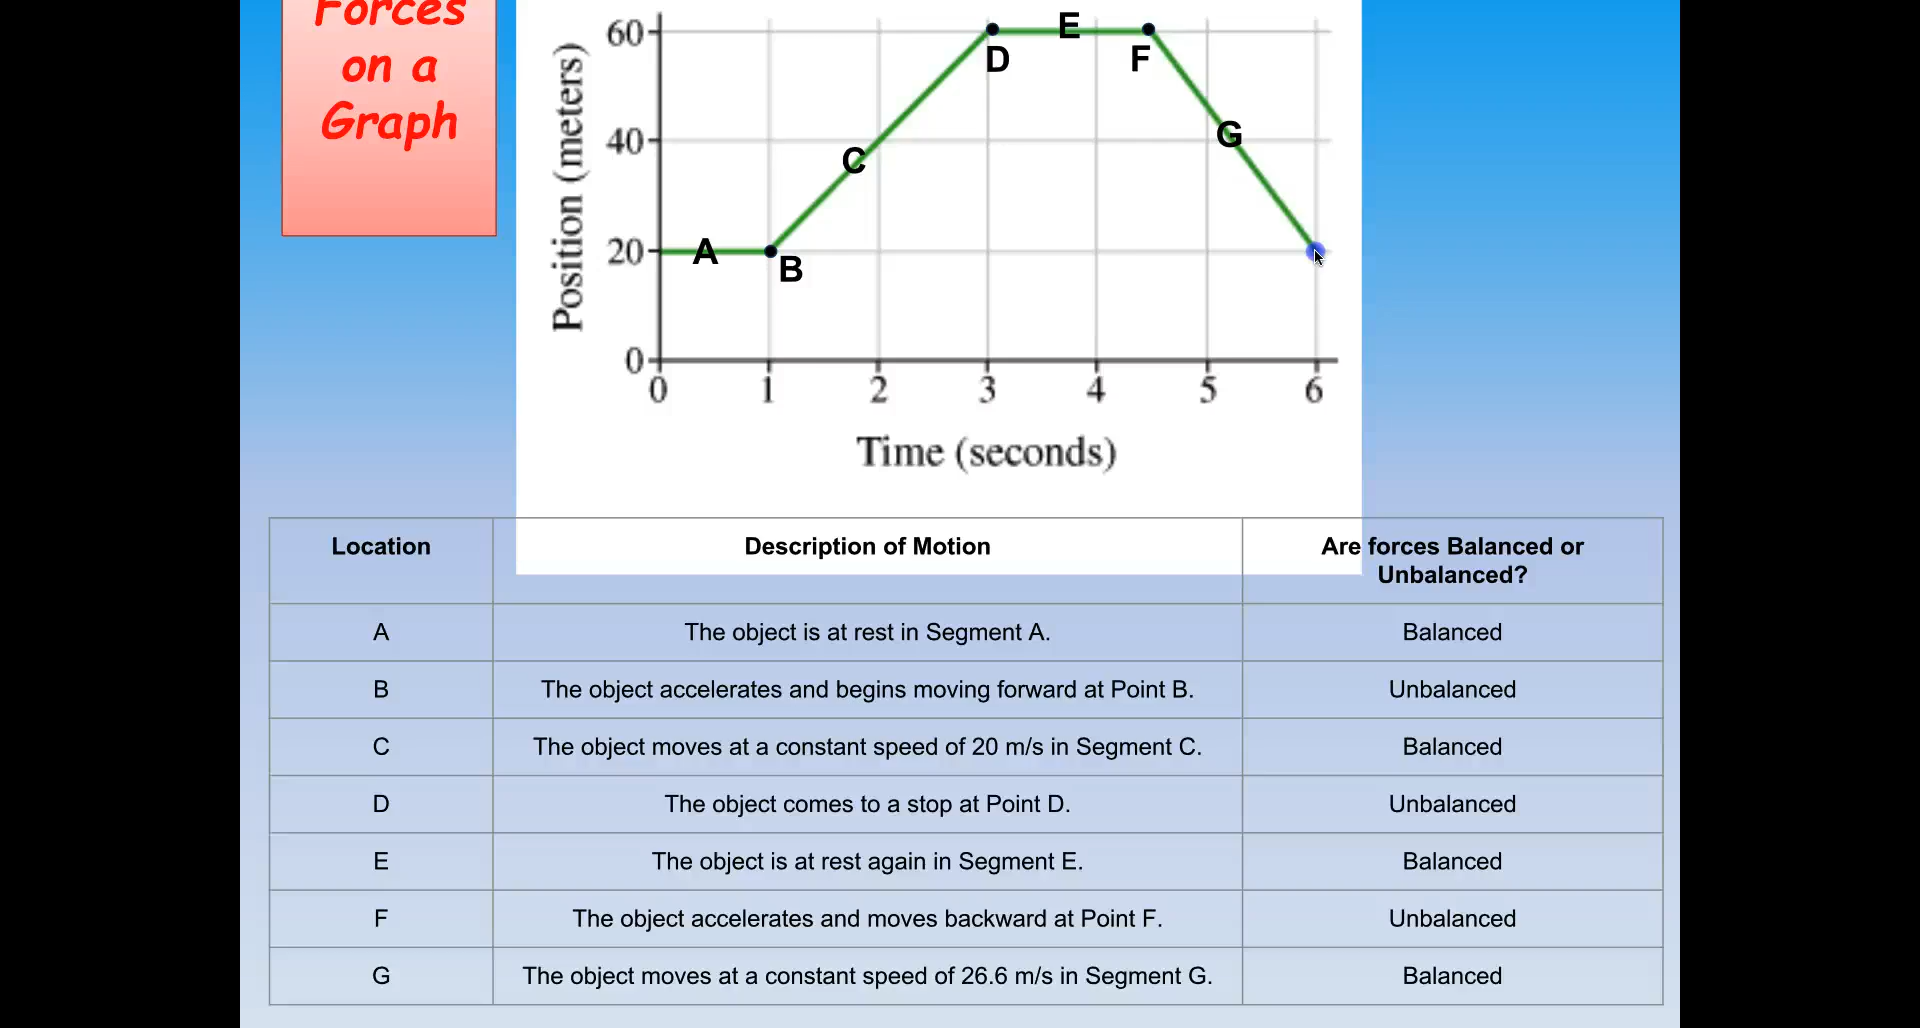 Forces
on a
Graph
Position (meters)
60
40
20
0
0 1 2 3 4 5 6
Time (seconds)
A
B
C
D
E
F
G
Location Description of Motion Are forces Balanced or
Unbalanced?
A The object is at rest in Segment A. Balanced
B The object accelerates and begins moving forward at Point B. Unbalanced
C The object moves at a constant speed of 20 m/s in Segment C. Balanced
D The object comes to a stop at Point D. Unbalanced
E The object is at rest again in Segment E. Balanced
F The object accelerates and moves backward at Point F. Unbalanced
G The object moves at a constant speed of 26.6 m/s in Segment G. Balanced